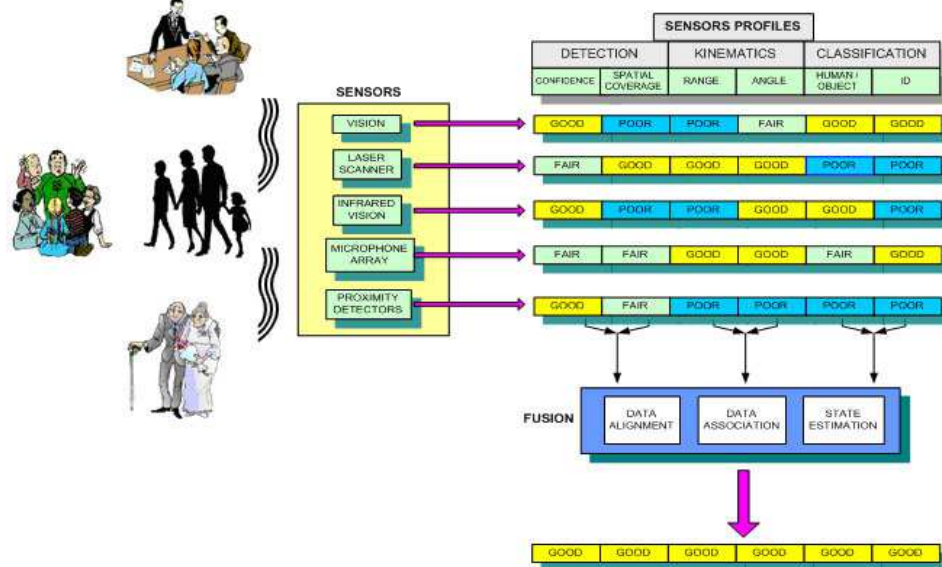 SENSORS PROFILES
DETECTION KINEMATICS CLASSIFICATION
CONFIDENCE SPATIAL COVERAGE RANGE ANGLE HUMAN / OBJECT ID
SENSORS
VISION GOOD POOR POOR FAIR GOOD GOOD
LASER SCANNER FAIR GOOD GOOD GOOD POOR POOR
INFRARED VISION GOOD POOR POOR GOOD GOOD POOR
MICROPHONE ARRAY FAIR FAIR GOOD GOOD FAIR GOOD
PROXIMITY DETECTORS GOOD FAIR POOR POOR POOR POOR
FUSION
DATA ALIGNMENT DATA ASSOCIATION STATE ESTIMATION
GOOD GOOD GOOD GOOD GOOD GOOD